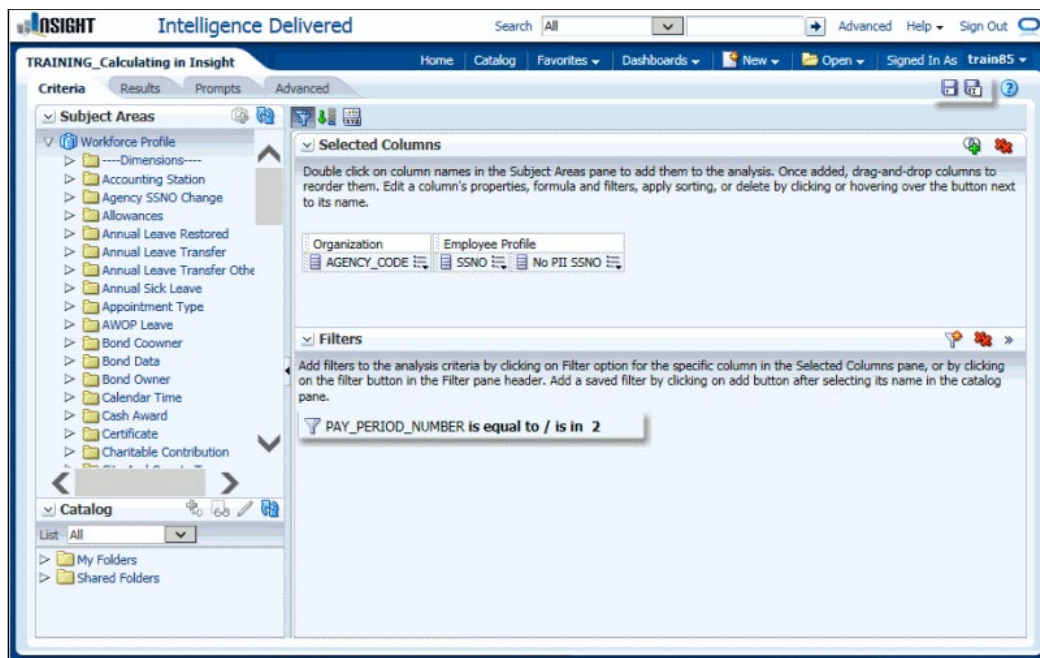 INSIGHT Intelligence Delivered Search All Advanced Help Sign Out
TRAINING_Calculating in Insight Home Catalog Favorites Dashboards New Open Signed In As train85
Criteria Results Prompts Advanced
Subject Areas
Workforce Profile
----Dimensions----
Accounting Station
Agency SSNO Change
Allowances
Annual Leave Restored
Annual Leave Transfer
Annual Leave Transfer Othe
Annual Sick Leave
Appointment Type
AWOP Leave
Bond Coowner
Bond Data
Bond Owner
Calendar Time
Cash Award
Certificate
Charitable Contribution
Catalog
List All
My Folders
Shared Folders
Selected Columns
Double click on column names in the Subject Areas pane to add them to the analysis. Once added, drag-and-drop columns to
reorder them. Edit a column's properties, formula and filters, apply sorting, or delete by clicking or hovering over the button next
to its name.
Organization Employee Profile
AGENCY_CODE SSNO No PII SSNO
Filters
Add filters to the analysis criteria by clicking on Filter option for the specific column in the Selected Columns pane, or by clicking
on the filter button in the Filter pane header. Add a saved filter by clicking on add button after selecting its name in the catalog
pane.
PAY_PERIOD_NUMBER is equal to / is in 2